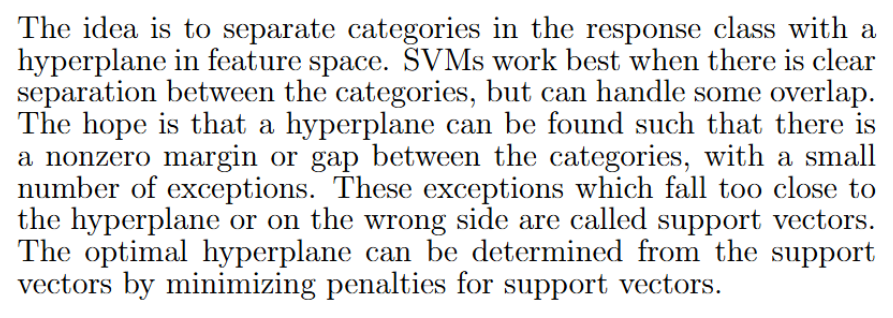 The idea is to separate categories in the response class with a
hyperplane in feature space. SVMs work best when there is clear
separation between the categories, but can handle some overlap.
The hope is that a hyperplane can be found such that there is
a nonzero margin or gap between the categories, with a small
number of exceptions. These exceptions which fall too close to
the hyperplane or on the wrong side are called support vectors.
The optimal hyperplane can be determined from the support
vectors by minimizing penalties for support vectors.